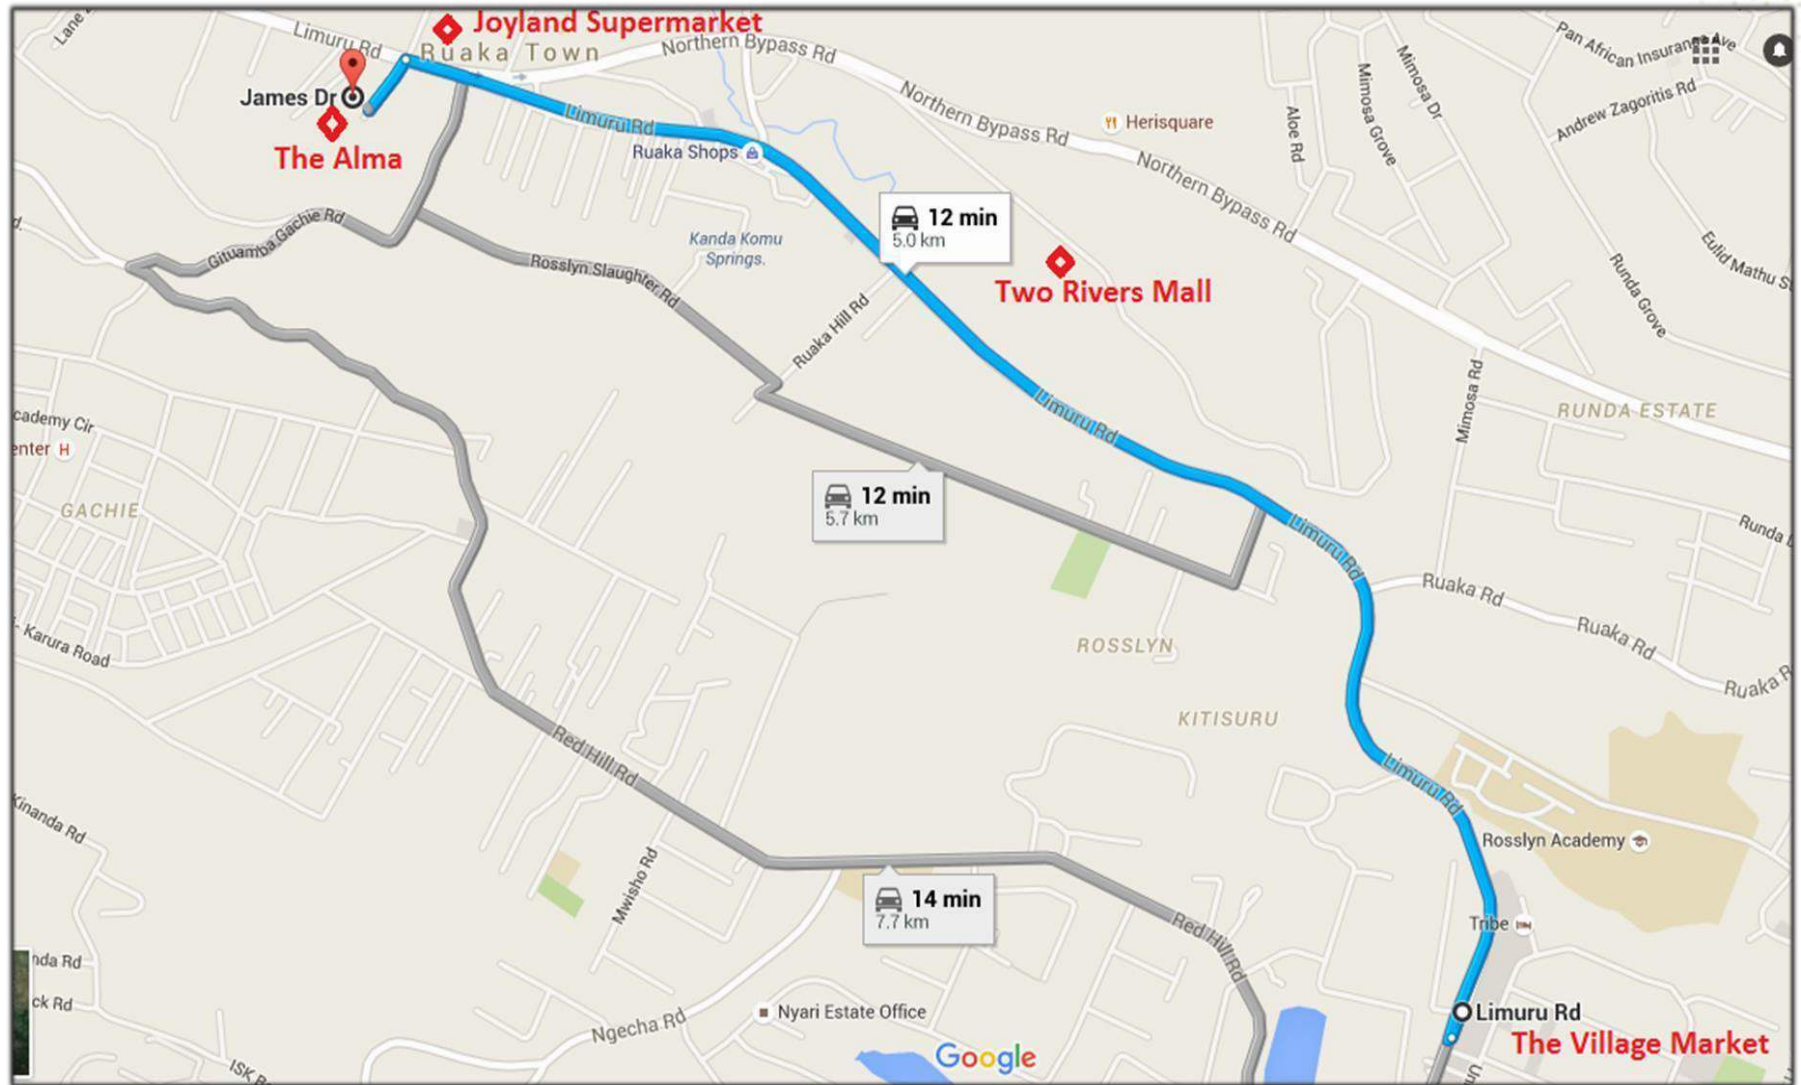 Joyland Supermarket
Limuru Rd
Ruaka Town
Northern Bypass Rd
Pan African Insurance Ave
James Dr
The Alma
Limuru Rd
Ruaka Shops
Northern Bypass Rd
Herisquare
Aloe Rd
Mimosa Grove
Mimosa Dr
Andrew Zagoritis Rd
Northern Bypass Rd
Gituamba Gachie Rd
Kanda Komu
Springs.
12 min
5.0 km
Rosslyn Slaughter Rd
Two Rivers Mall
Runda Grove
Eulid Mathu S
Ruaka Hill Rd
Limuru Rd
Mimosa Rd
RUNDA ESTATE
cademy Cir
enter H
GACHIE
12 min
5.7 km
Limuru Rd
Runda
Ruaka Rd
Ruaka Rd
Ruaka R
Karura Road
ROSSLYN
KITISURU
Red Hill Rd
Limuru Rd
Kinanda Rd
Mwisho Rd
Rosslyn Academy
14 min
7.7 km
Red Hill Rd
Tribe
nda Rd
ck Rd
Ngecha Rd
Nyari Estate Office
Limuru Rd
The Village Market
Google
ISK
Un